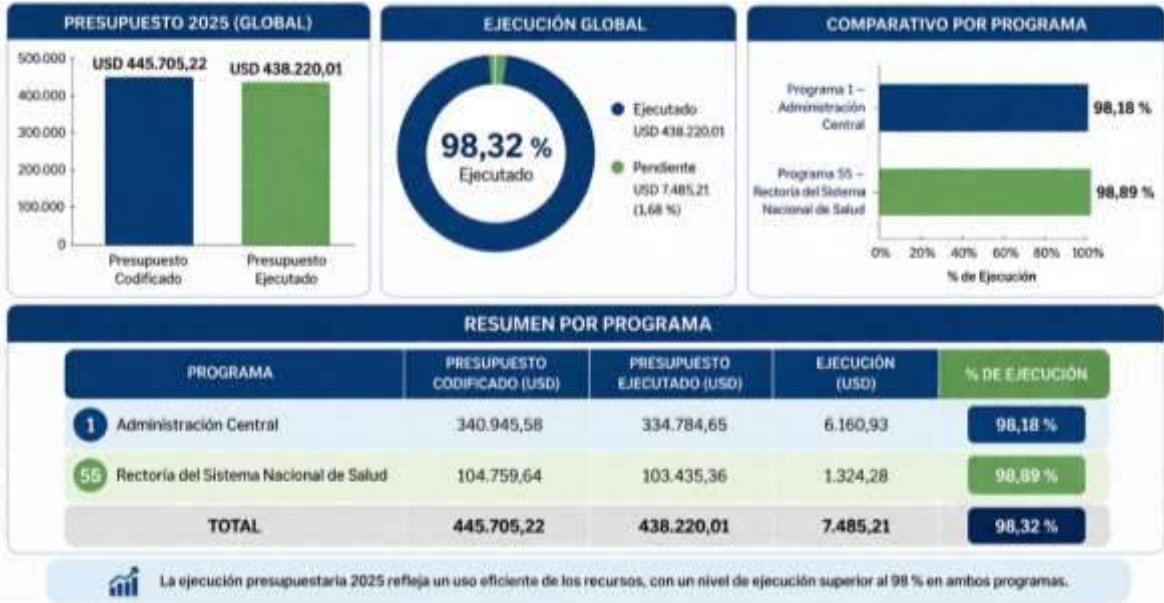 PRESUPUESTO 2025 (GLOBAL)
500.000
400.000
300.000
200.000
100.000
0
USD 445.705,22
USD 438.220,01
Presupuesto
Codificado
Presupuesto
Ejecutado
EJECUCIÓN GLOBAL
98,32 %
Ejecutado
Ejecutado
USD 438.220,01
Pendiente
USD 7.485,21
(1,68 %)
COMPARATIVO POR PROGRAMA
Programa 1 –
Administración
Central
98,18 %
Programa 55 –
Rectoría del Sistema
Nacional de Salud
98,89 %
0% 20% 40% 60% 80% 100%
% de Ejecución
RESUMEN POR PROGRAMA
PROGRAMA
PRESUPUESTO
CODIFICADO (USD)
PRESUPUESTO
EJECUTADO (USD)
EJECUCIÓN
(USD)
% DE EJECUCIÓN
1 Administración Central 340.945,58 334.784,65 6.160,93 98,18 %
55 Rectoría del Sistema Nacional de Salud 104.759,64 103.435,36 1.324,28 98,89 %
TOTAL 445.705,22 438.220,01 7.485,21 98,32 %
La ejecución presupuestaria 2025 refleja un uso eficiente de los recursos, con un nivel de ejecución superior al 98 % en ambos programas.